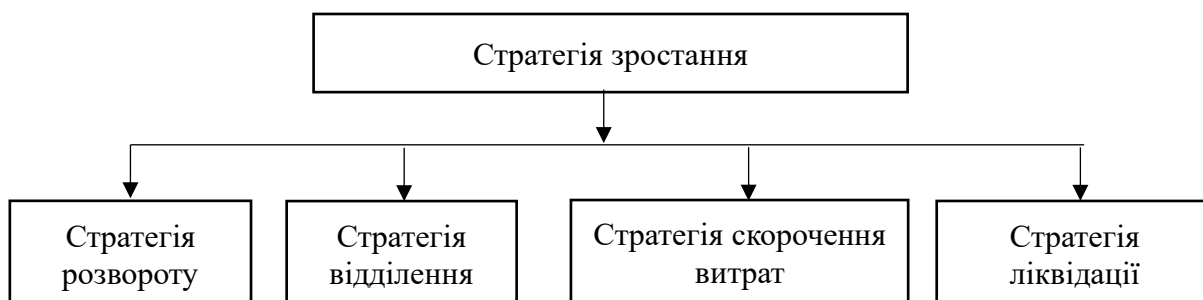 Стратегія зростання
Стратегія
розвороту
Стратегія
відділення
Стратегія скорочення
витрат
Стратегія
ліквідації